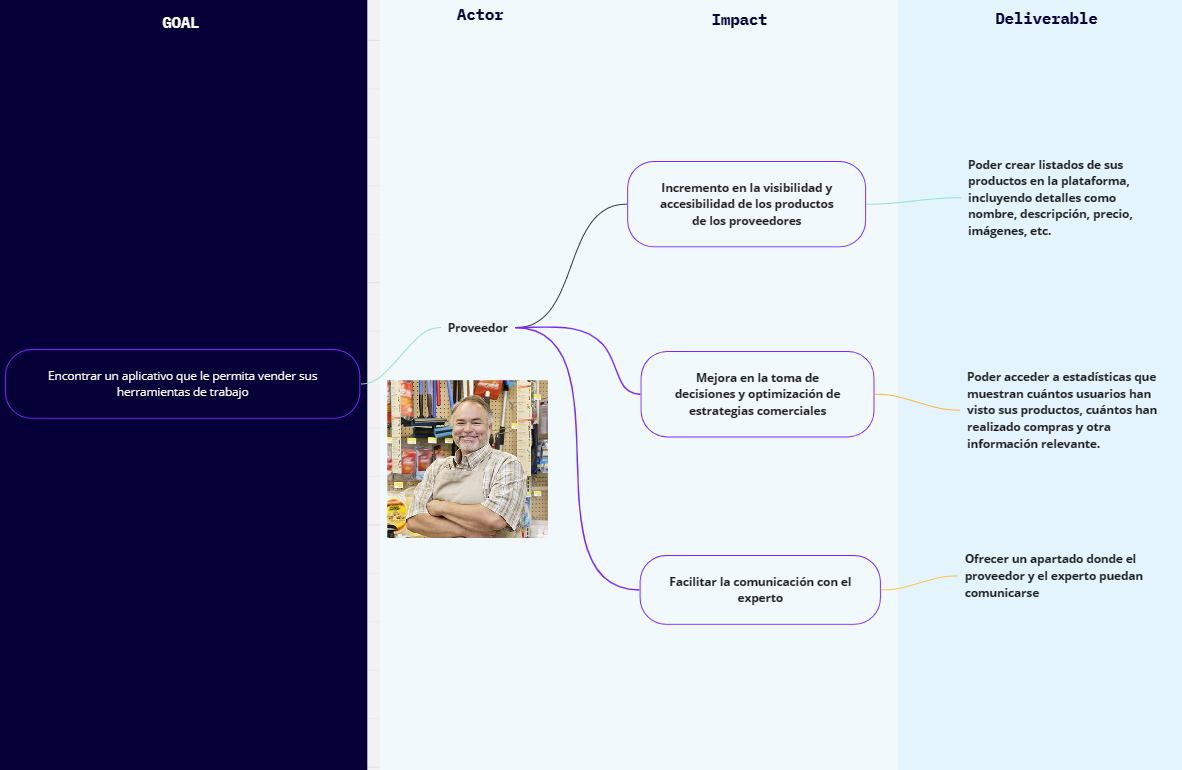 GOAL
Actor
Impact
Deliverable
Encontrar un aplicativo que le permita vender sus
herramientas de trabajo
Proveedor
Incremento en la visibilidad y
accesibilidad de los productos
de los proveedores
Poder crear listados de sus
productos en la plataforma,
incluyendo detalles como
nombre, descripción, precio,
imágenes, etc.
Mejora en la toma de
decisiones y optimización de
estrategias comerciales
Poder acceder a estadísticas que
muestran cuántos usuarios han
visto sus productos, cuántos han
realizado compras y otra
información relevante.
Facilitar la comunicación con el
experto
Ofrecer un apartado donde el
proveedor y el experto puedan
comunicarse